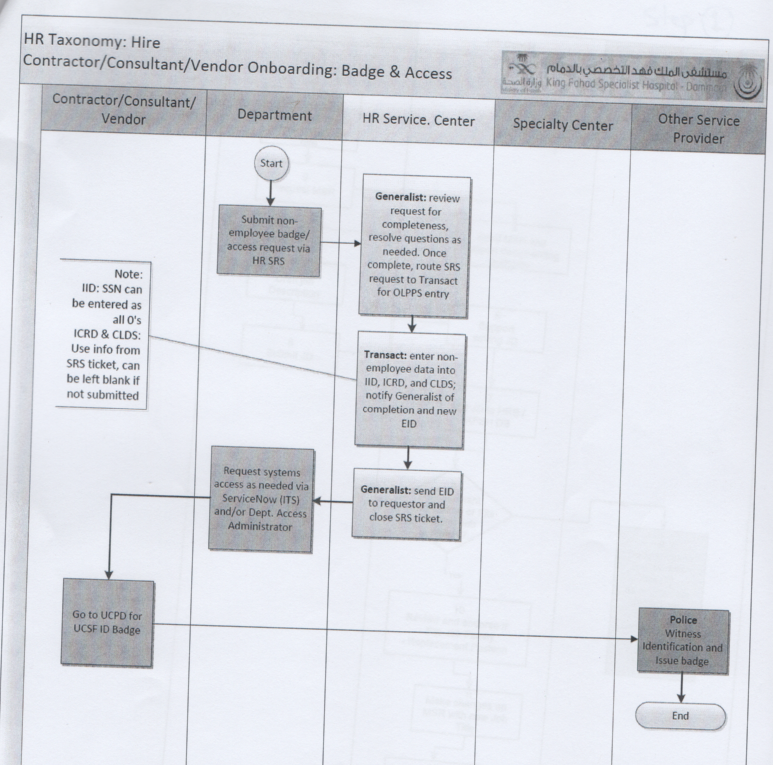 HR Taxonomy: Hire
Contractor/Consultant/Vendor Onboarding: Badge & Access
مستشفى الملك فهد التخصصي بالدمام
King Fahad Specialist Hospital - Dammam
وزارة الصحة
Contractor/Consultant/
Vendor
Department
HR Service. Center
Specialty Center
Other Service
Provider
Start
Submit non-
employee badge/
access request via
HR SRS
Generalist: review
request for
completeness,
resolve questions as
needed. Once
complete, route SRS
request to Transact
for OLPPS entry
Note:
IID: SSN can
be entered as
all 0's
ICRD & CLDS:
Use info from
SRS ticket, can
be left blank if
not submitted
Transact: enter non-
employee data into
IID, ICRD, and CLDS;
notify Generalist of
completion and new
EID
Request systems
access as needed via
ServiceNow (ITS)
and/or Dept. Access
Administrator
Generalist: send EID
to requestor and
close SRS ticket.
Go to UCPD for
UCSF ID Badge
Police
Witness
Identification and
Issue badge
End